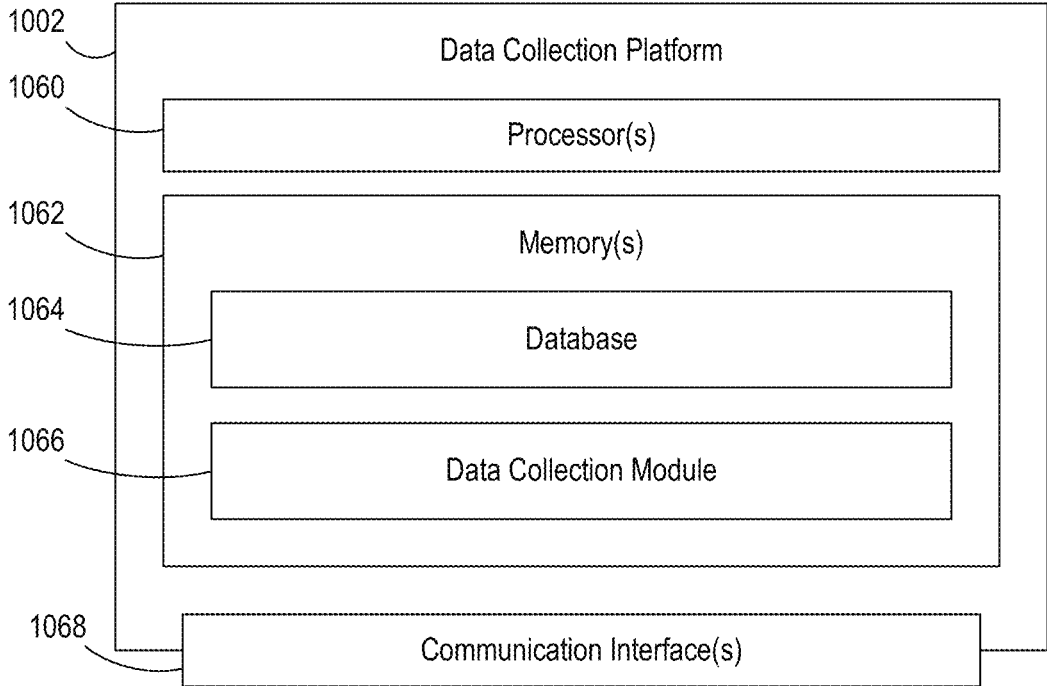 1002
Data Collection Platform
1060
Processor(s)
1062
Memory(s)
1064
Database
1066
Data Collection Module
1068
Communication Interface(s)